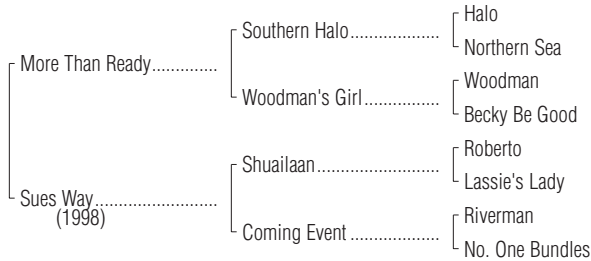 Halo
Southern Halo..................
Northern Sea
More Than Ready.............
Woodman
Woodman's Girl...............
Becky Be Good
Roberto
Shuailaan.........................
Lassie's Lady
Sues Way.........................
(1998)
Riverman
Coming Event..................
No. One Bundles